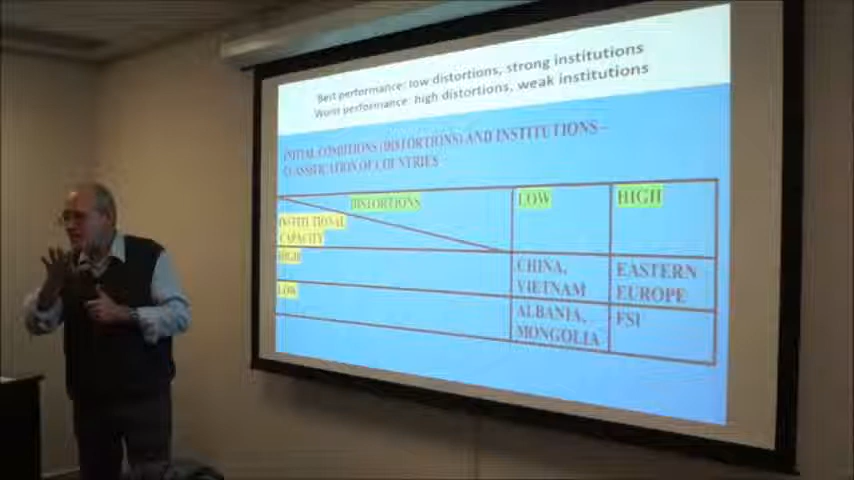 Best performance: low distortions, strong institutions
Worst performance: high distortions, weak institutions
INITIAL CONDITIONS (DISTORTIONS) AND INSTITUTIONS –
CLASSIFICATION OF COUNTRIES
DISTORTIONS LOW HIGH
INSTITUTIONAL
CAPACITY
HIGH
CHINA, EASTERN
VIETNAM EUROPE
LOW
ALBANIA, FSU
MONGOLIA